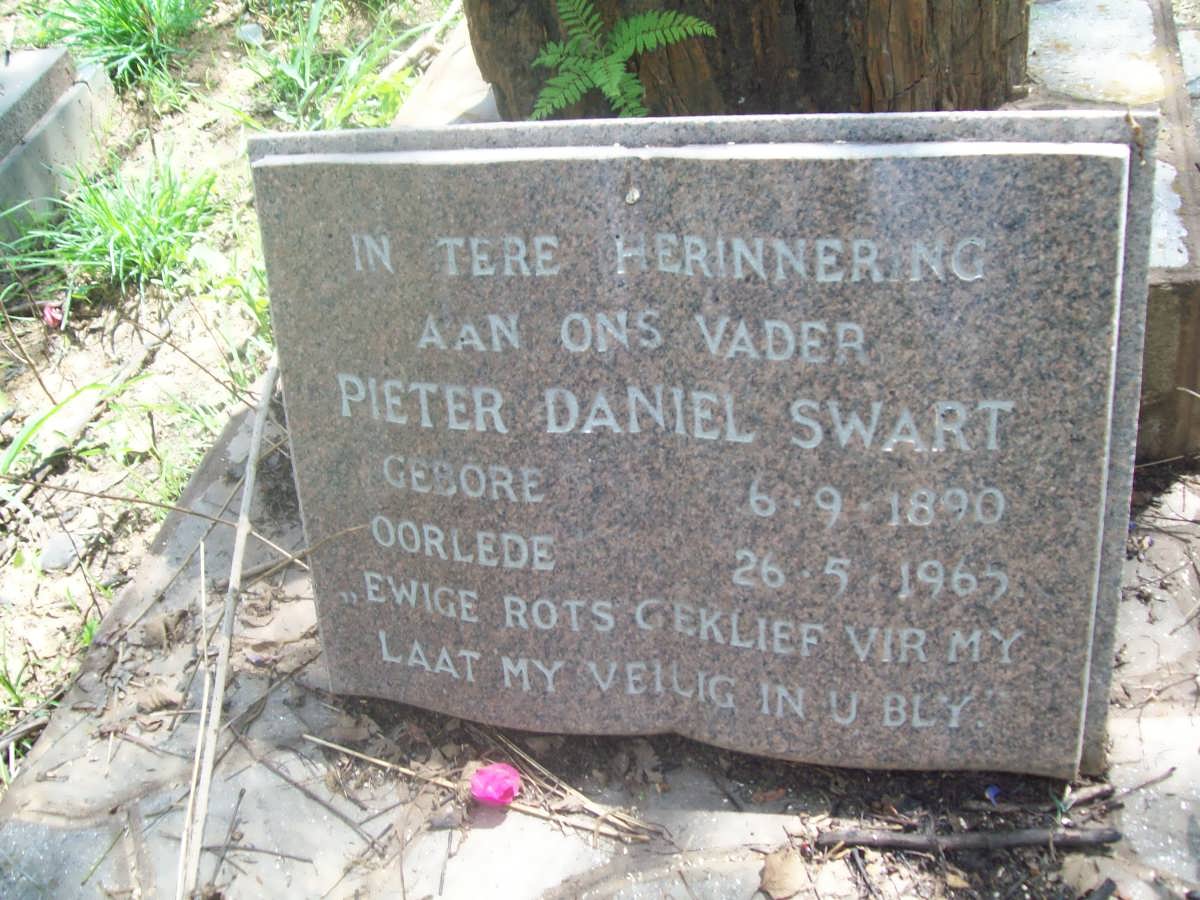 IN TERE HERINNERING
AAN ONS VADER
PIETER DANIEL SWART
GEBORE 6·9·1890
OORLEDE 26·5·1965
„EWIGE ROTS GEKLIEF VIR MY
LAAT MY VEILIG IN U BLY."